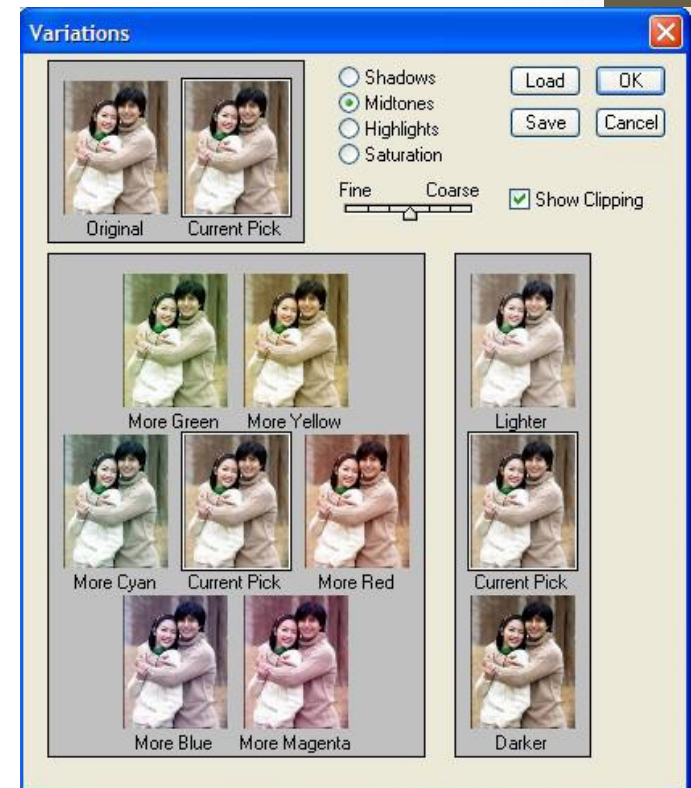 Variations
Shadows
Midtones
Highlights
Saturation
Load
OK
Save
Cancel
Fine
Coarse
Show Clipping
Original
Current Pick
More Green
More Yellow
More Cyan
Current Pick
More Red
More Blue
More Magenta
Lighter
Current Pick
Darker